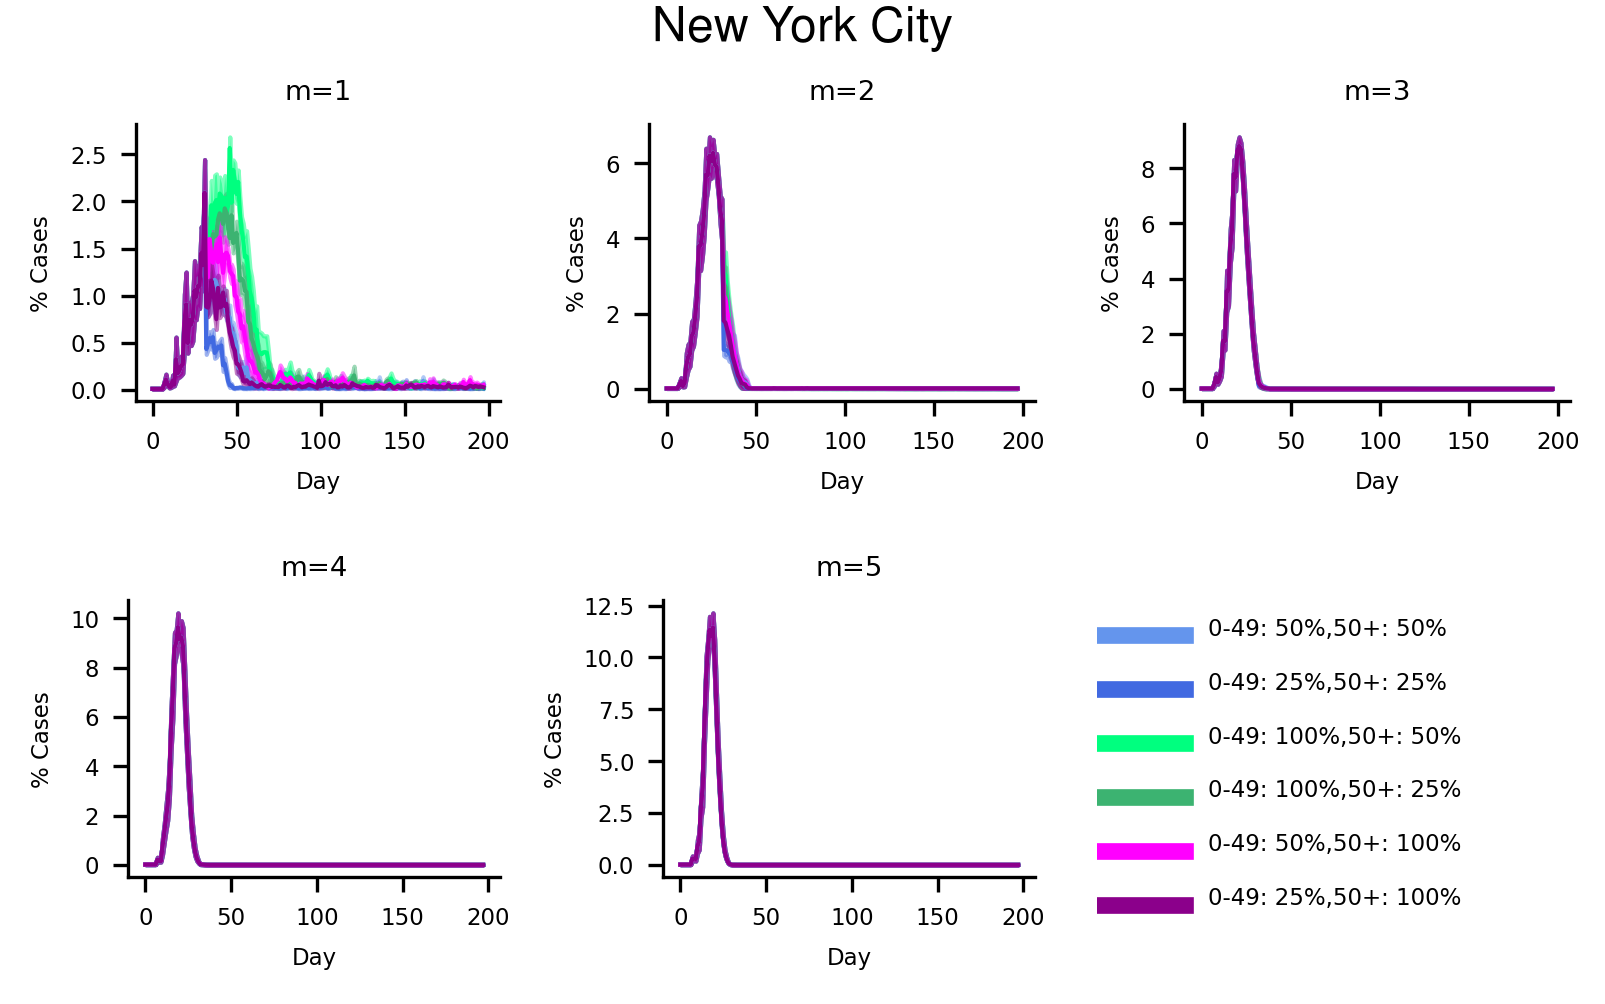 New York City
m=1
m=2
m=3
% Cases
2.5
2.0
1.5
1.0
0.5
0.0
0 50 100 150 200
Day
% Cases
6
4
2
0
0 50 100 150 200
Day
% Cases
8
6
4
2
0
0 50 100 150 200
Day
m=4
m=5
% Cases
10
8
6
4
2
0
0 50 100 150 200
Day
% Cases
12.5
10.0
7.5
5.0
2.5
0.0
0 50 100 150 200
Day
0-49: 50%,50+: 50%
0-49: 25%,50+: 25%
0-49: 100%,50+: 50%
0-49: 100%,50+: 25%
0-49: 50%,50+: 100%
0-49: 25%,50+: 100%